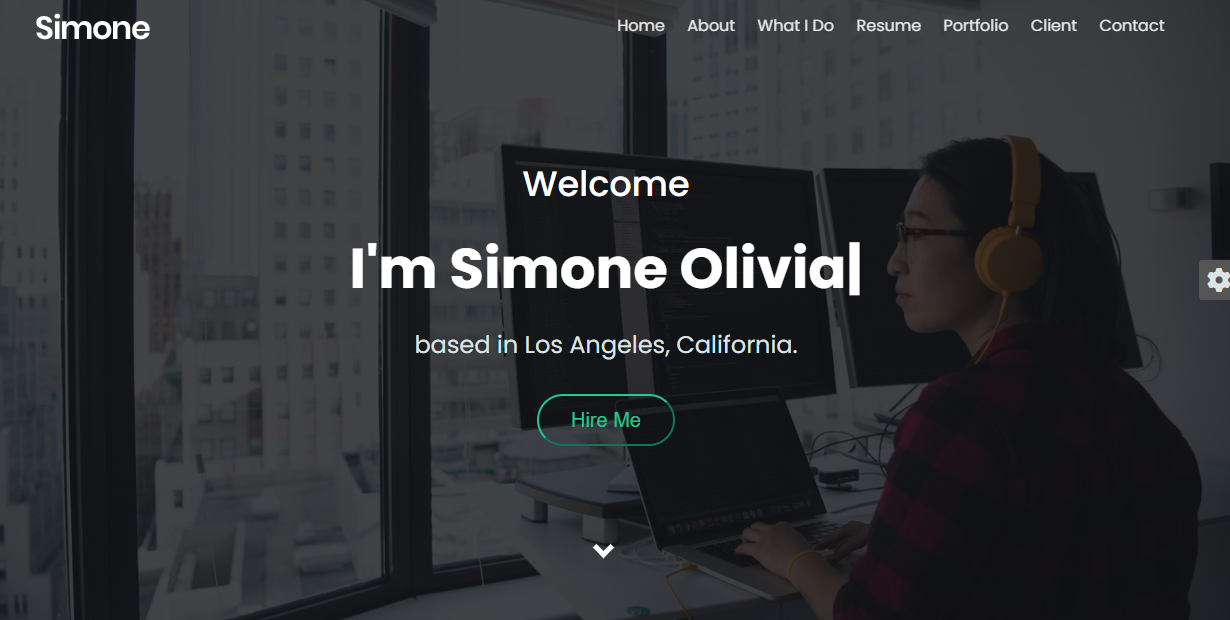 Simone
Home About What I Do Resume Portfolio Client Contact
Welcome
I'm Simone Olivia|
based in Los Angeles, California.
Hire Me